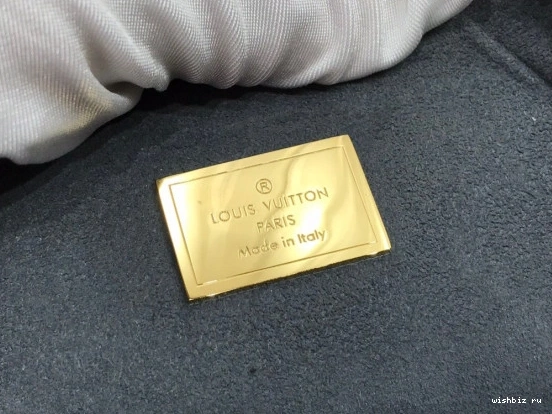 ®
LOUIS VUITTON
PARIS
Made in Italy
wishbiz ru